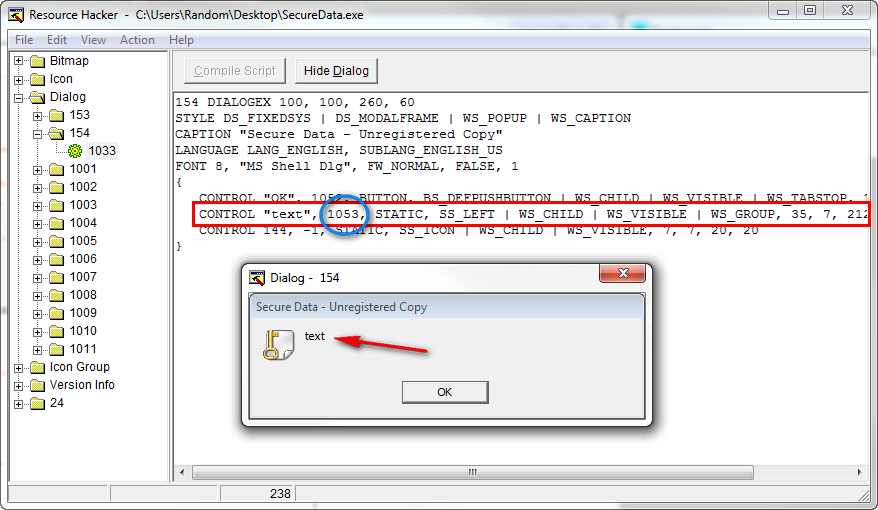 Resource Hacker - C:\Users\Random\Desktop\SecureData.exe
File Edit View Action Help
Bitmap
Icon
Dialog
153
154
1033
1001
1002
1003
1004
1005
1006
1007
1008
1009
1010
1011
Icon Group
Version Info
24
Compile Script Hide Dialog
154 DIALOGEX 100, 100, 260, 60
STYLE DS_FIXEDSYS | DS_MODALFRAME | WS_POPUP | WS_CAPTION
CAPTION "Secure Data - Unregistered Copy"
LANGUAGE LANG_ENGLISH, SUBLANG_ENGLISH_US
FONT 8, "MS Shell Dlg", FW_NORMAL, FALSE, 1
{
CONTROL "OK", 1052, BUTTON, BS_DEFPUSHBUTTON | WS_CHILD | WS_VISIBLE | WS_TABSTOP, 1
CONTROL "text", 1053, STATIC, SS_LEFT | WS_CHILD | WS_VISIBLE | WS_GROUP, 35, 7, 212
CONTROL 144, -1, STATIC, SS_ICON | WS_CHILD | WS_VISIBLE, 7, 7, 20, 20
}
Dialog - 154
Secure Data - Unregistered Copy
text
OK
238